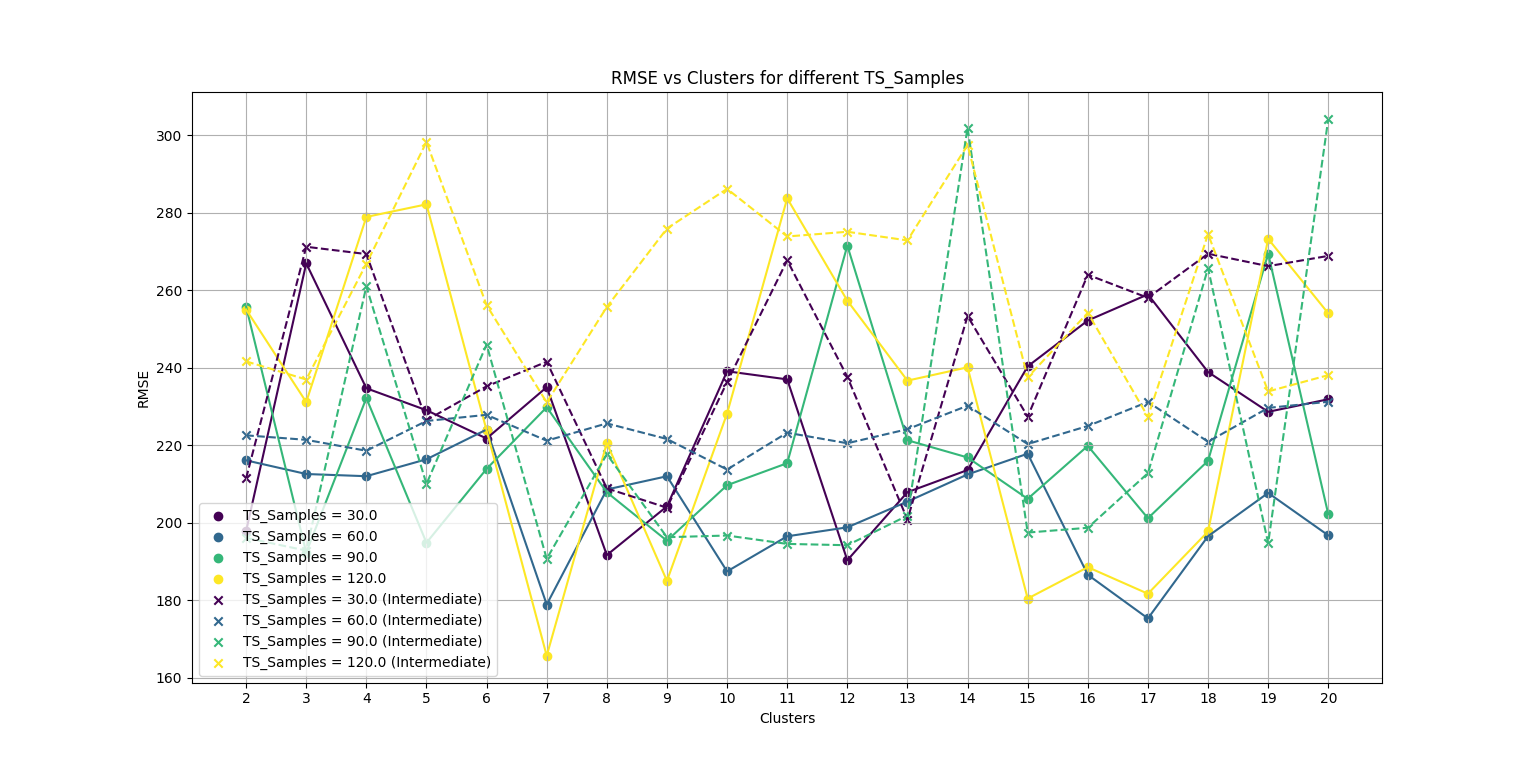 RMSE vs Clusters for different TS_Samples
RMSE
300
280
260
240
220
200
180
160
TS_Samples = 30.0
TS_Samples = 60.0
TS_Samples = 90.0
TS_Samples = 120.0
TS_Samples = 30.0 (Intermediate)
TS_Samples = 60.0 (Intermediate)
TS_Samples = 90.0 (Intermediate)
TS_Samples = 120.0 (Intermediate)
2 3 4 5 6 7 8 9 10 11 12 13 14 15 16 17 18 19 20
Clusters